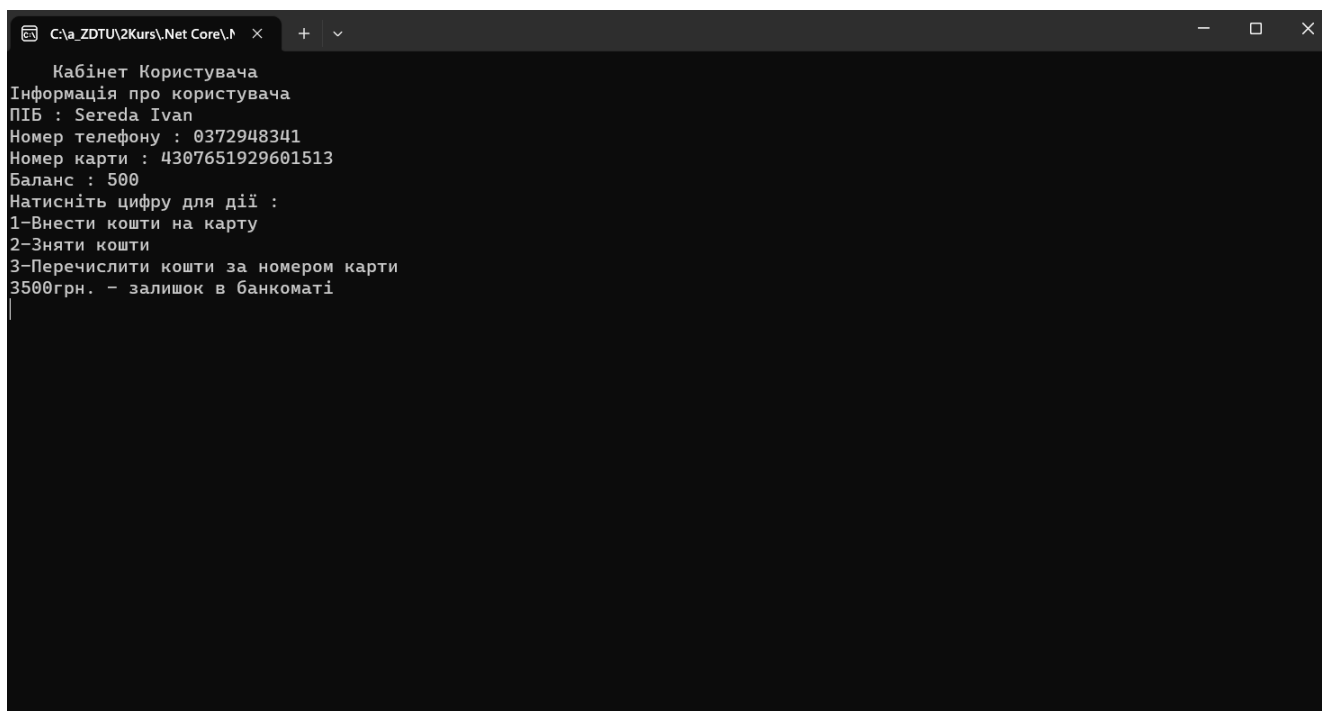 C:\a_ZDTU\2Kurs\.Net Core\.N
Кабінет Користувача
Інформація про користувача
ПІБ : Sereda Ivan
Номер телефону : 0372948341
Номер карти : 4307651929601513
Баланс : 500
Натисніть цифру для дії :
1-Внести кошти на карту
2-Зняти кошти
3-Перечислити кошти за номером карти
3500грн. - залишок в банкоматі